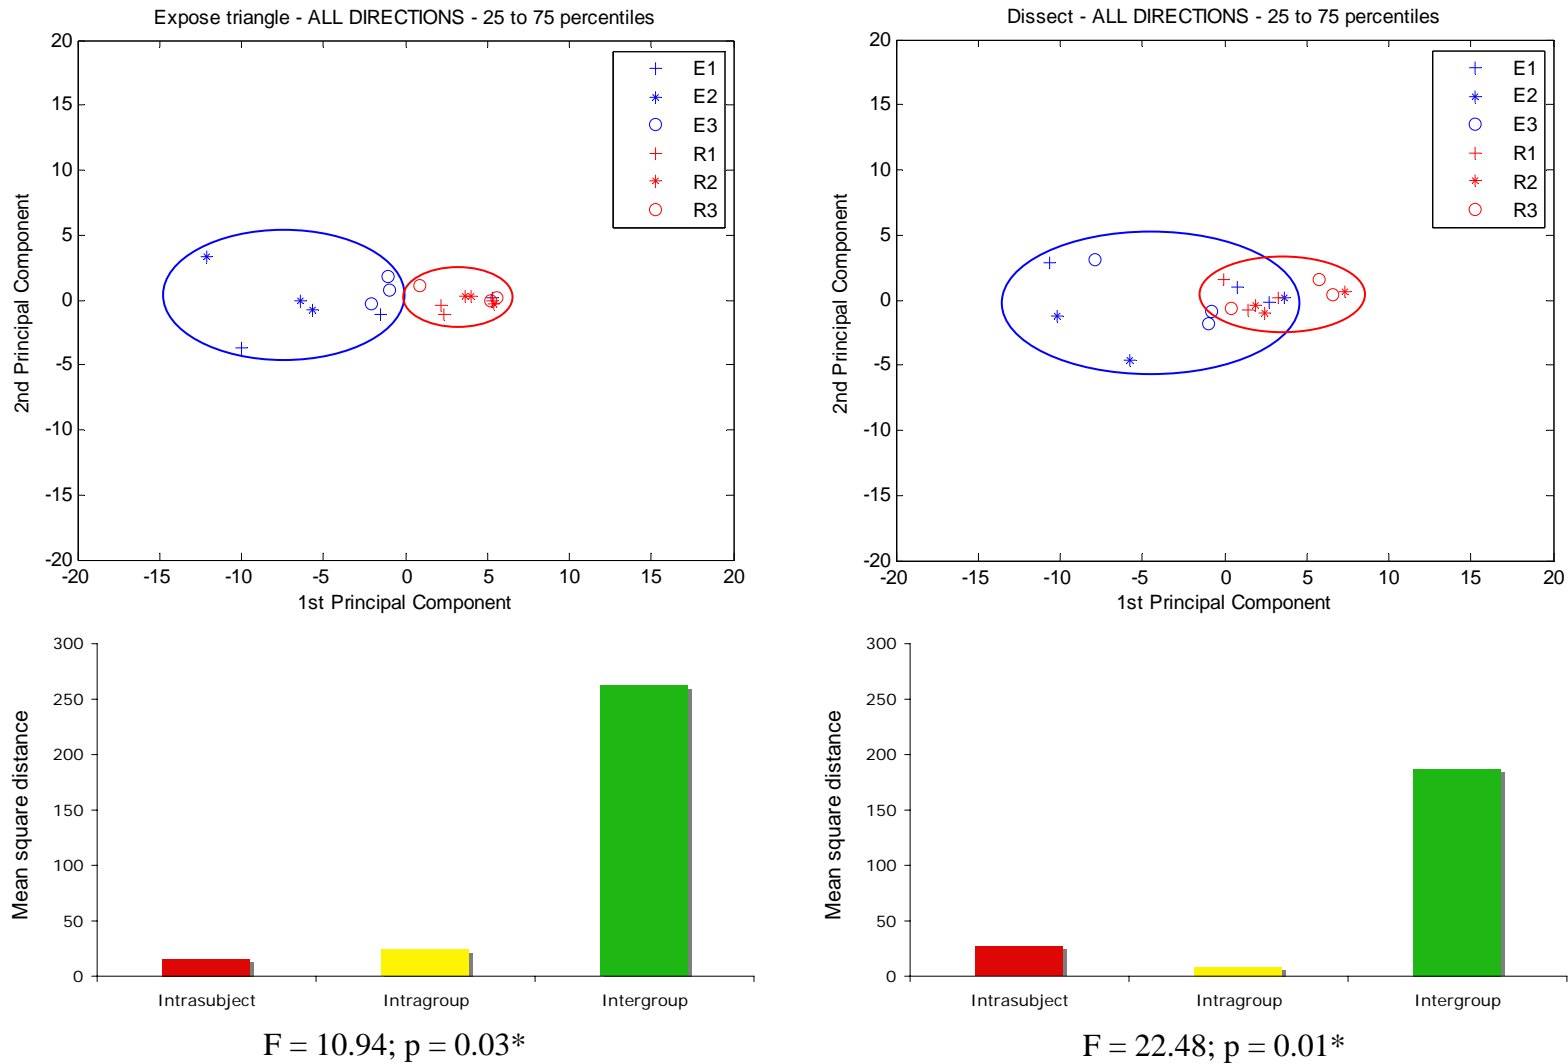 Expose triangle - ALL DIRECTIONS - 25 to 75 percentiles
20
15
10
5
0
-5
-10
-15
-20
2nd Principal Component
E1
E2
E3
R1
R2
R3
-20 -15 -10 -5 0 5 10 15 20
1st Principal Component
Dissect - ALL DIRECTIONS - 25 to 75 percentiles
20
15
10
5
0
-5
-10
-15
-20
2nd Principal Component
E1
E2
E3
R1
R2
R3
-20 -15 -10 -5 0 5 10 15 20
1st Principal Component
300
250
200
150
100
50
0
Mean square distance
Intrasubject Intragroup Intergroup
F = 10.94; p = 0.03*
300
250
200
150
100
50
0
Mean square distance
Intrasubject Intragroup Intergroup
F = 22.48; p = 0.01*